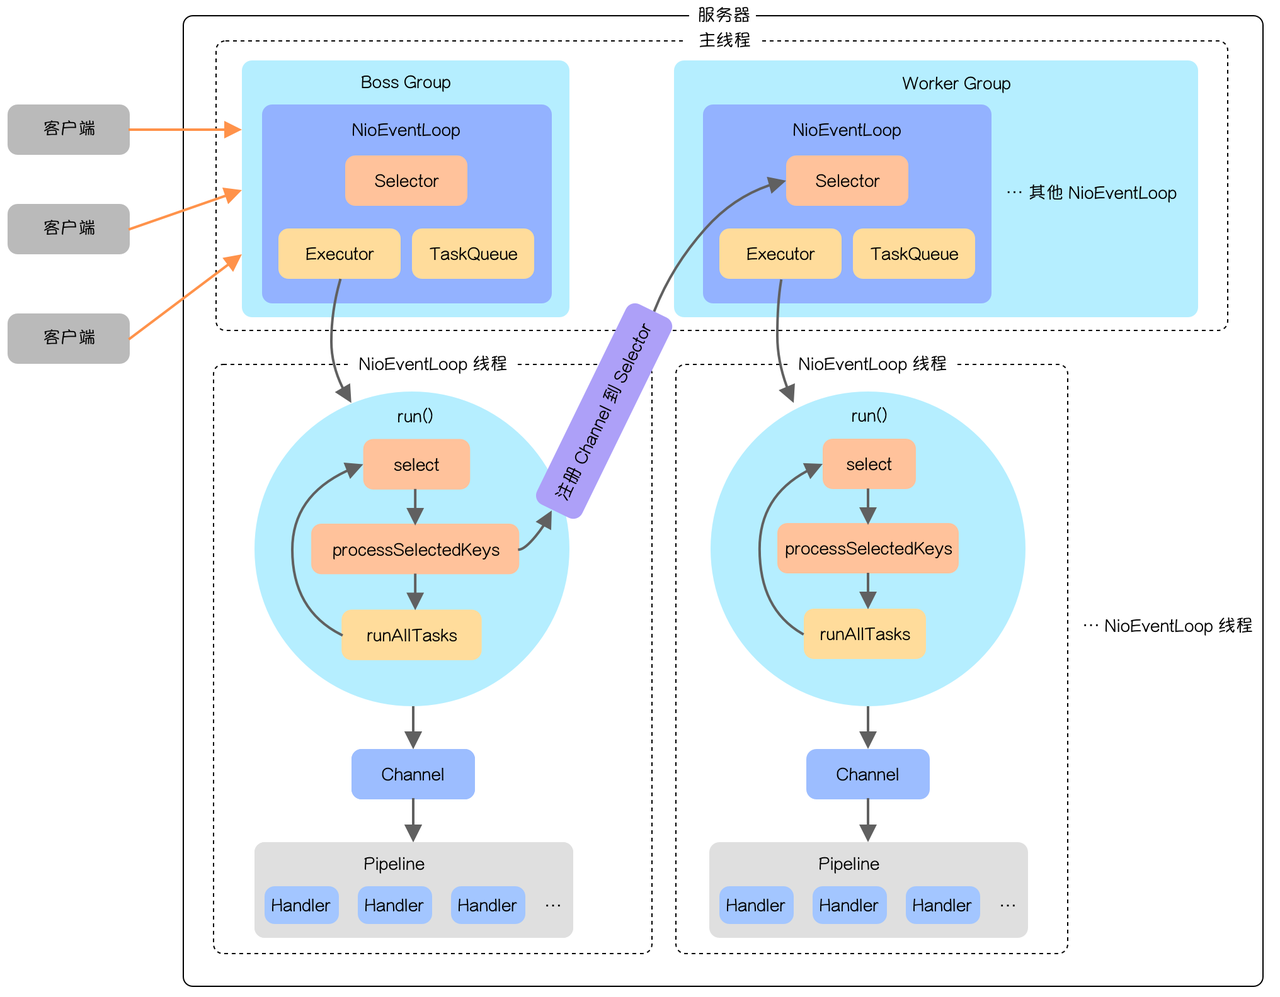 服务器
主线程
客户端
客户端
客户端
Boss Group
NioEventLoop
Selector
Executor
TaskQueue
Worker Group
NioEventLoop
Selector
Executor
TaskQueue
··· 其他 NioEventLoop
注册 Channel 到 Selector
NioEventLoop 线程
run()
select
processSelectedKeys
runAllTasks
Channel
Pipeline
Handler
Handler
Handler
···
NioEventLoop 线程
run()
select
processSelectedKeys
runAllTasks
Channel
Pipeline
Handler
Handler
Handler
···
··· NioEventLoop 线程